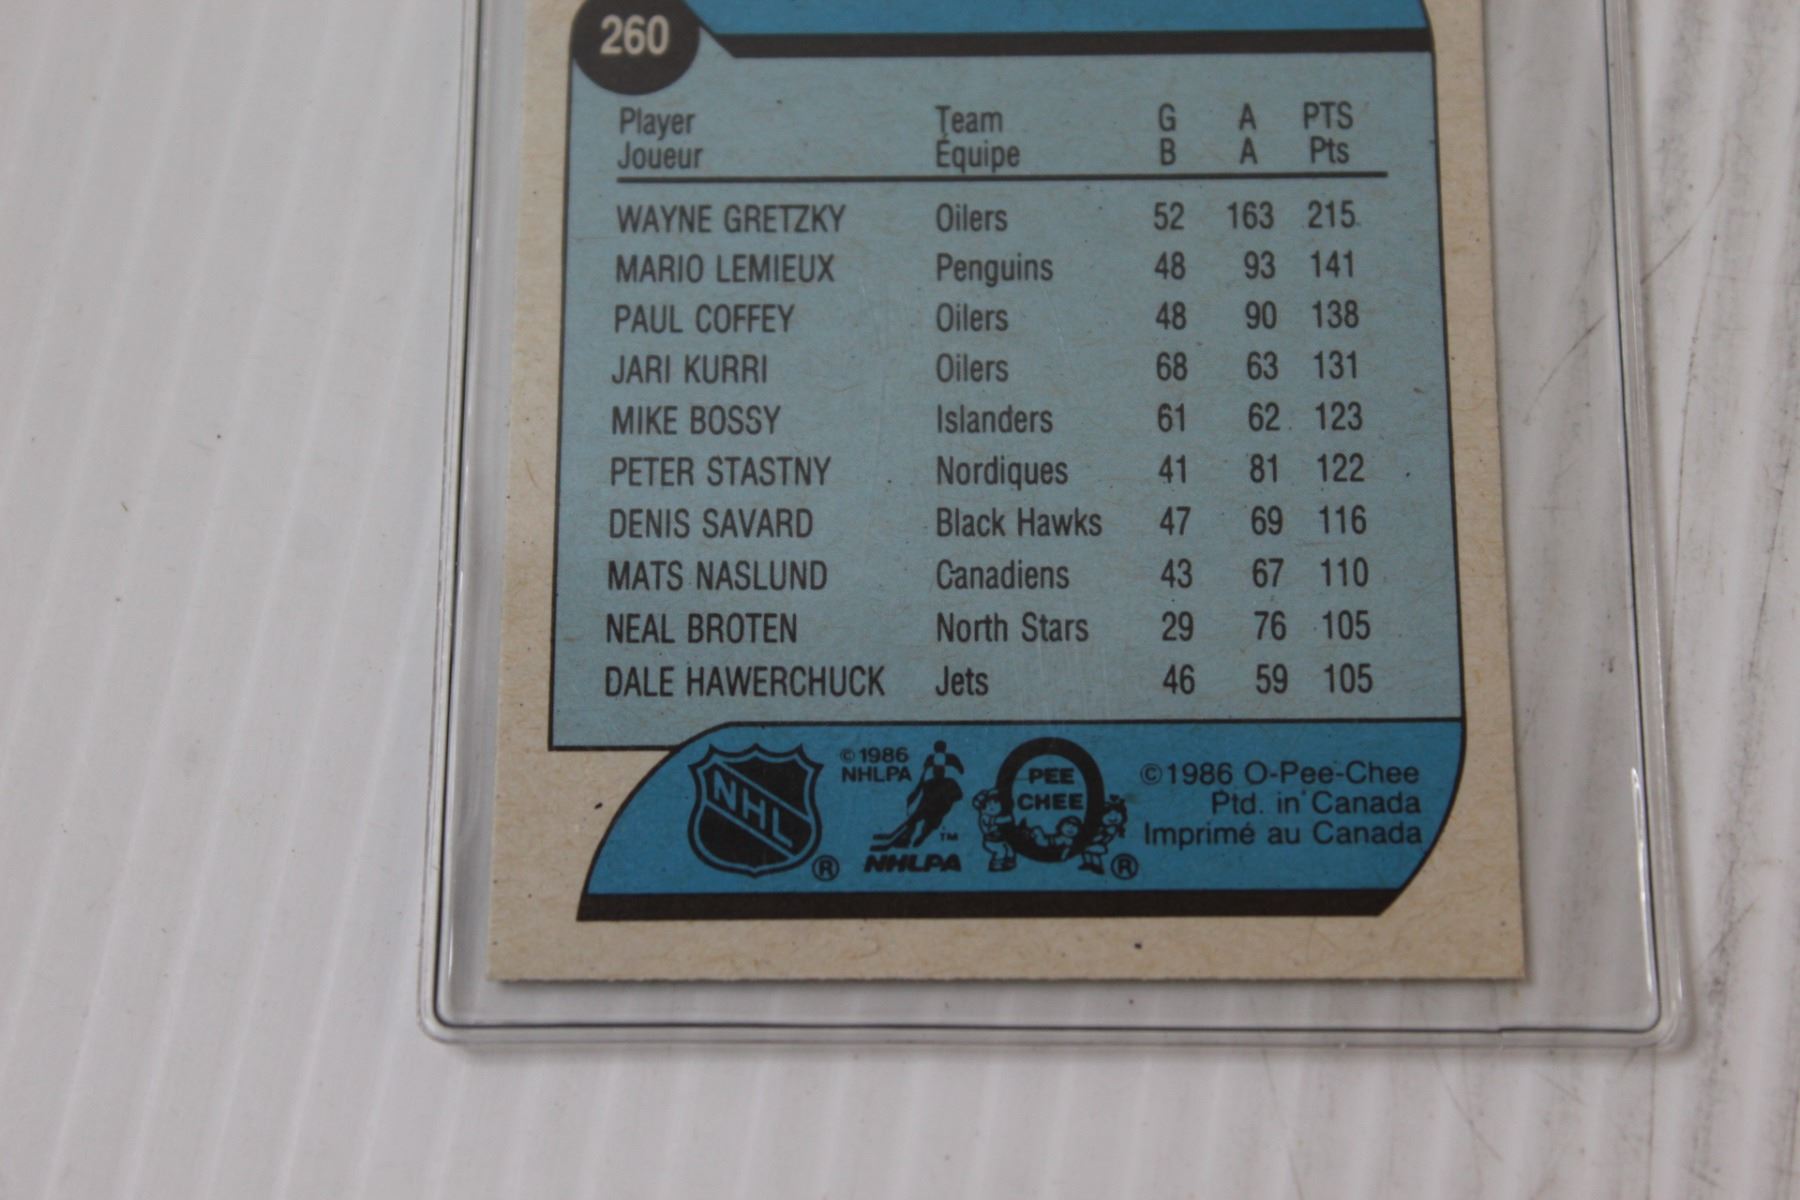 260
Player Team G A PTS
Joueur Équipe B A Pts
WAYNE GRETZKY Oilers 52 163 215
MARIO LEMIEUX Penguins 48 93 141
PAUL COFFEY Oilers 48 90 138
JARI KURRI Oilers 68 63 131
MIKE BOSSY Islanders 61 62 123
PETER STASTNY Nordiques 41 81 122
DENIS SAVARD Black Hawks 47 69 116
MATS NASLUND Canadiens 43 67 110
NEAL BROTEN North Stars 29 76 105
DALE HAWERCHUCK Jets 46 59 105
NHL ®
© 1986
NHLPA
TM
NHLPA
O PEE
CHEE ®
© 1986 O-Pee-Chee
Ptd. in Canada
Imprimé au Canada